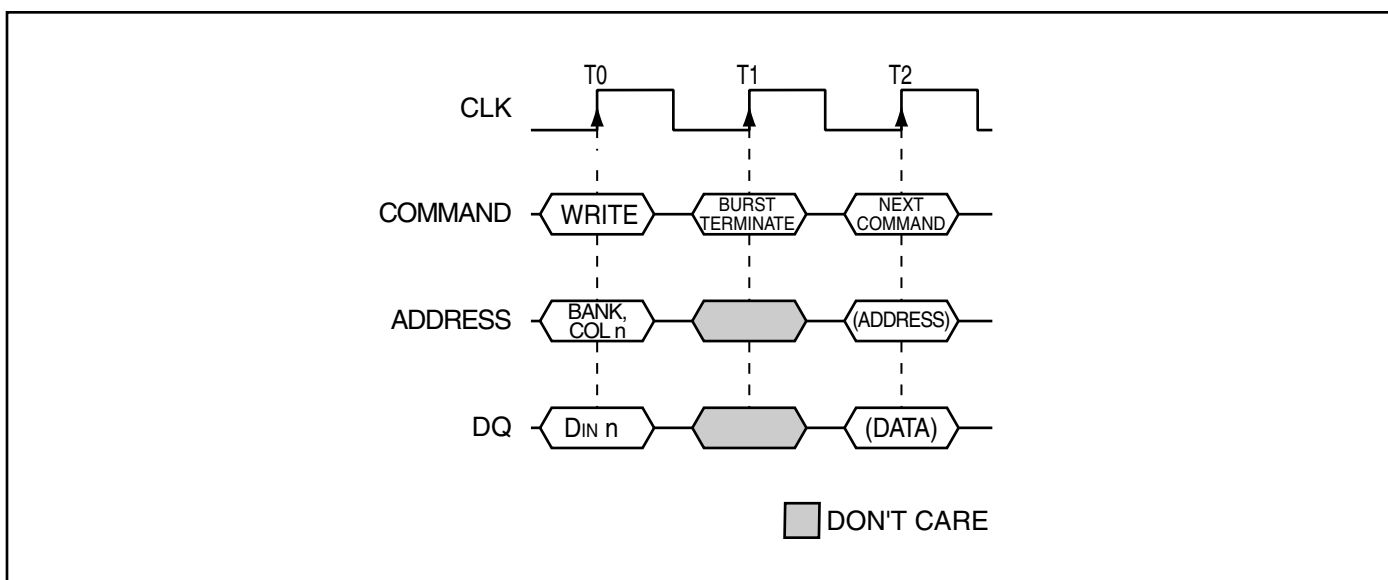 T0 T1 T2
CLK
COMMAND WRITE BURST TERMINATE NEXT COMMAND
ADDRESS BANK, COL n (ADDRESS)
DQ DIN n (DATA)
DON'T CARE